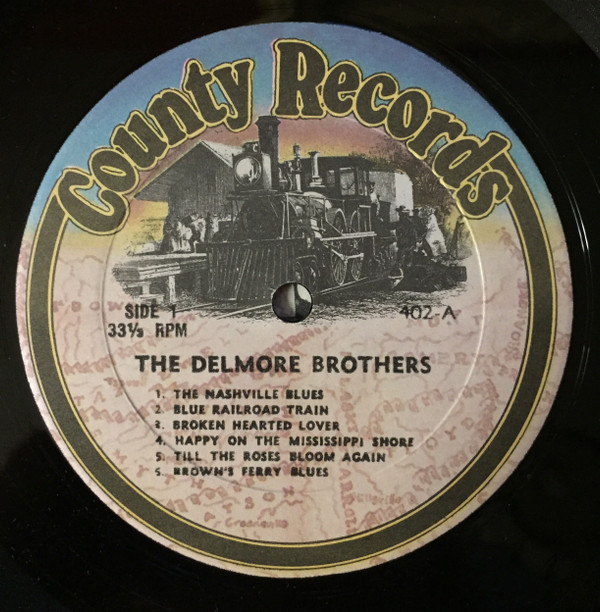 County Records
SIDE 1
33⅓ RPM
402-A
THE DELMORE BROTHERS
1. THE NASHVILLE BLUES
2. BLUE RAILROAD TRAIN
3. BROKEN HEARTED LOVER
4. HAPPY ON THE MISSISSIPPI SHORE
5. TILL THE ROSES BLOOM AGAIN
6. BROWN'S FERRY BLUES